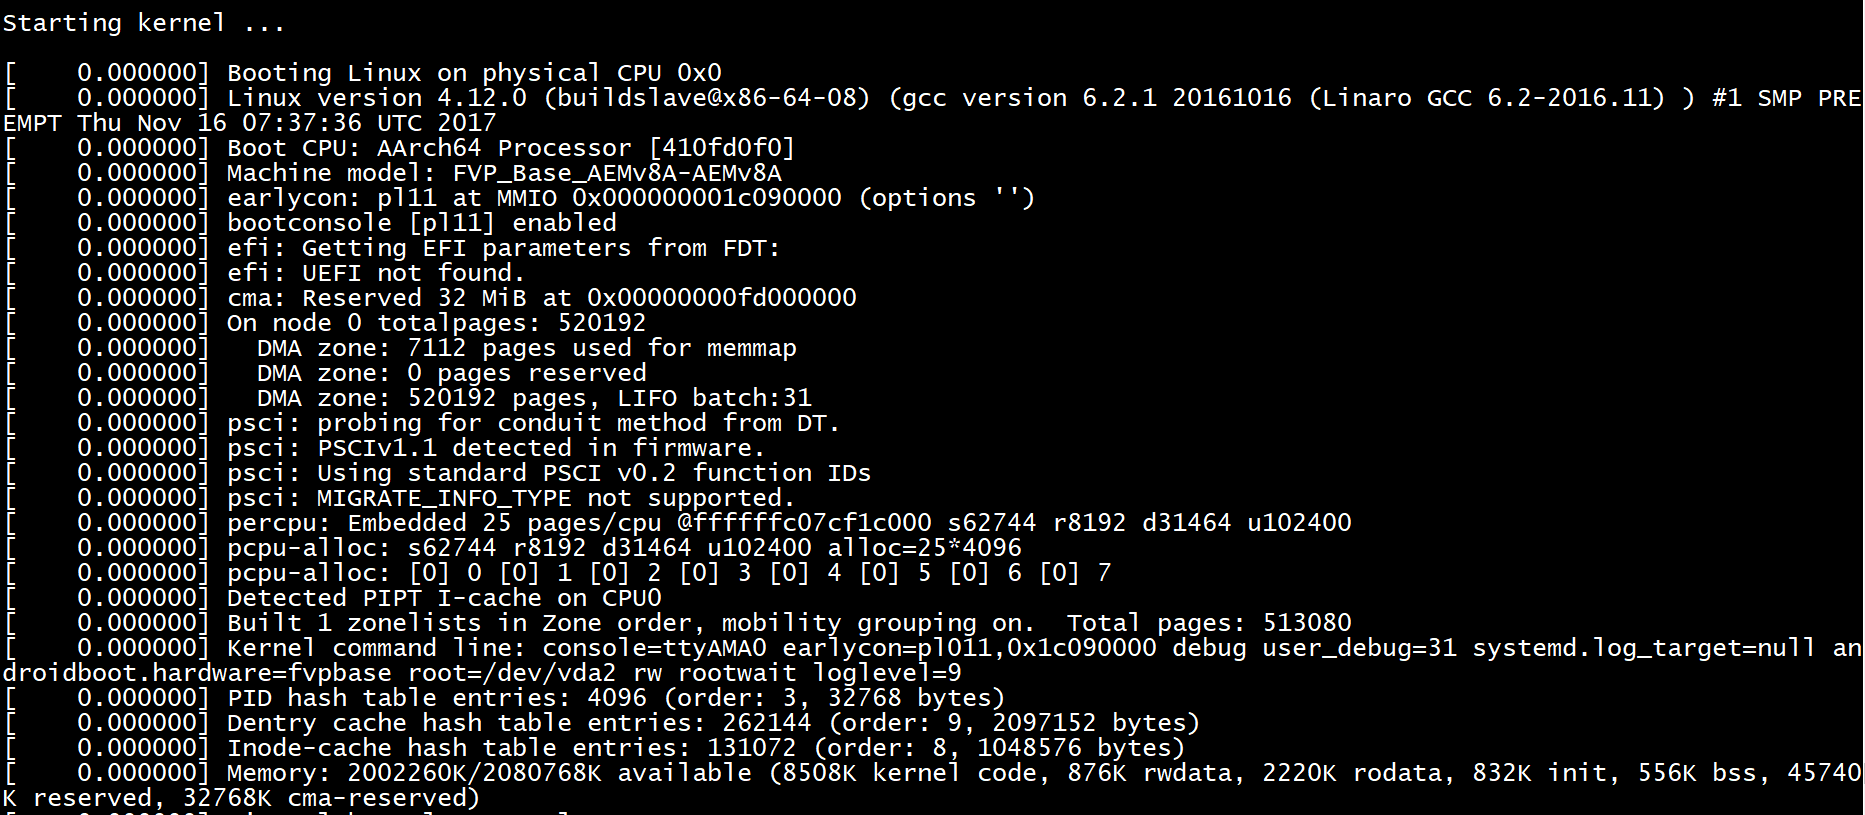 Starting kernel ...
[    0.000000] Booting Linux on physical CPU 0x0
[    0.000000] Linux version 4.12.0 (buildslave@x86-64-08) (gcc version 6.2.1 20161016 (Linaro GCC 6.2-2016.11) ) #1 SMP PRE
EMPT Thu Nov 16 07:37:36 UTC 2017
[    0.000000] Boot CPU: AArch64 Processor [410fd0f0]
[    0.000000] Machine model: FVP_Base_AEMv8A-AEMv8A
[    0.000000] earlycon: pl11 at MMIO 0x000000001c090000 (options '')
[    0.000000] bootconsole [pl11] enabled
[    0.000000] efi: Getting EFI parameters from FDT:
[    0.000000] efi: UEFI not found.
[    0.000000] cma: Reserved 32 MiB at 0x00000000fd000000
[    0.000000] On node 0 totalpages: 520192
[    0.000000]   DMA zone: 7112 pages used for memmap
[    0.000000]   DMA zone: 0 pages reserved
[    0.000000]   DMA zone: 520192 pages, LIFO batch:31
[    0.000000] psci: probing for conduit method from DT.
[    0.000000] psci: PSCIv1.1 detected in firmware.
[    0.000000] psci: Using standard PSCI v0.2 function IDs
[    0.000000] psci: MIGRATE_INFO_TYPE not supported.
[    0.000000] percpu: Embedded 25 pages/cpu @ffffffc07cf1c000 s62744 r8192 d31464 u102400
[    0.000000] pcpu-alloc: s62744 r8192 d31464 u102400 alloc=25*4096
[    0.000000] pcpu-alloc: [0] 0 [0] 1 [0] 2 [0] 3 [0] 4 [0] 5 [0] 6 [0] 7
[    0.000000] Detected PIPT I-cache on CPU0
[    0.000000] Built 1 zonelists in Zone order, mobility grouping on.  Total pages: 513080
[    0.000000] Kernel command line: console=ttyAMA0 earlycon=pl011,0x1c090000 debug user_debug=31 systemd.log_target=null an
droidboot.hardware=fvpbase root=/dev/vda2 rw rootwait loglevel=9
[    0.000000] PID hash table entries: 4096 (order: 3, 32768 bytes)
[    0.000000] Dentry cache hash table entries: 262144 (order: 9, 2097152 bytes)
[    0.000000] Inode-cache hash table entries: 131072 (order: 8, 1048576 bytes)
[    0.000000] Memory: 2002260K/2080768K available (8508K kernel code, 876K rwdata, 2220K rodata, 832K init, 556K bss, 45740
K reserved, 32768K cma-reserved)